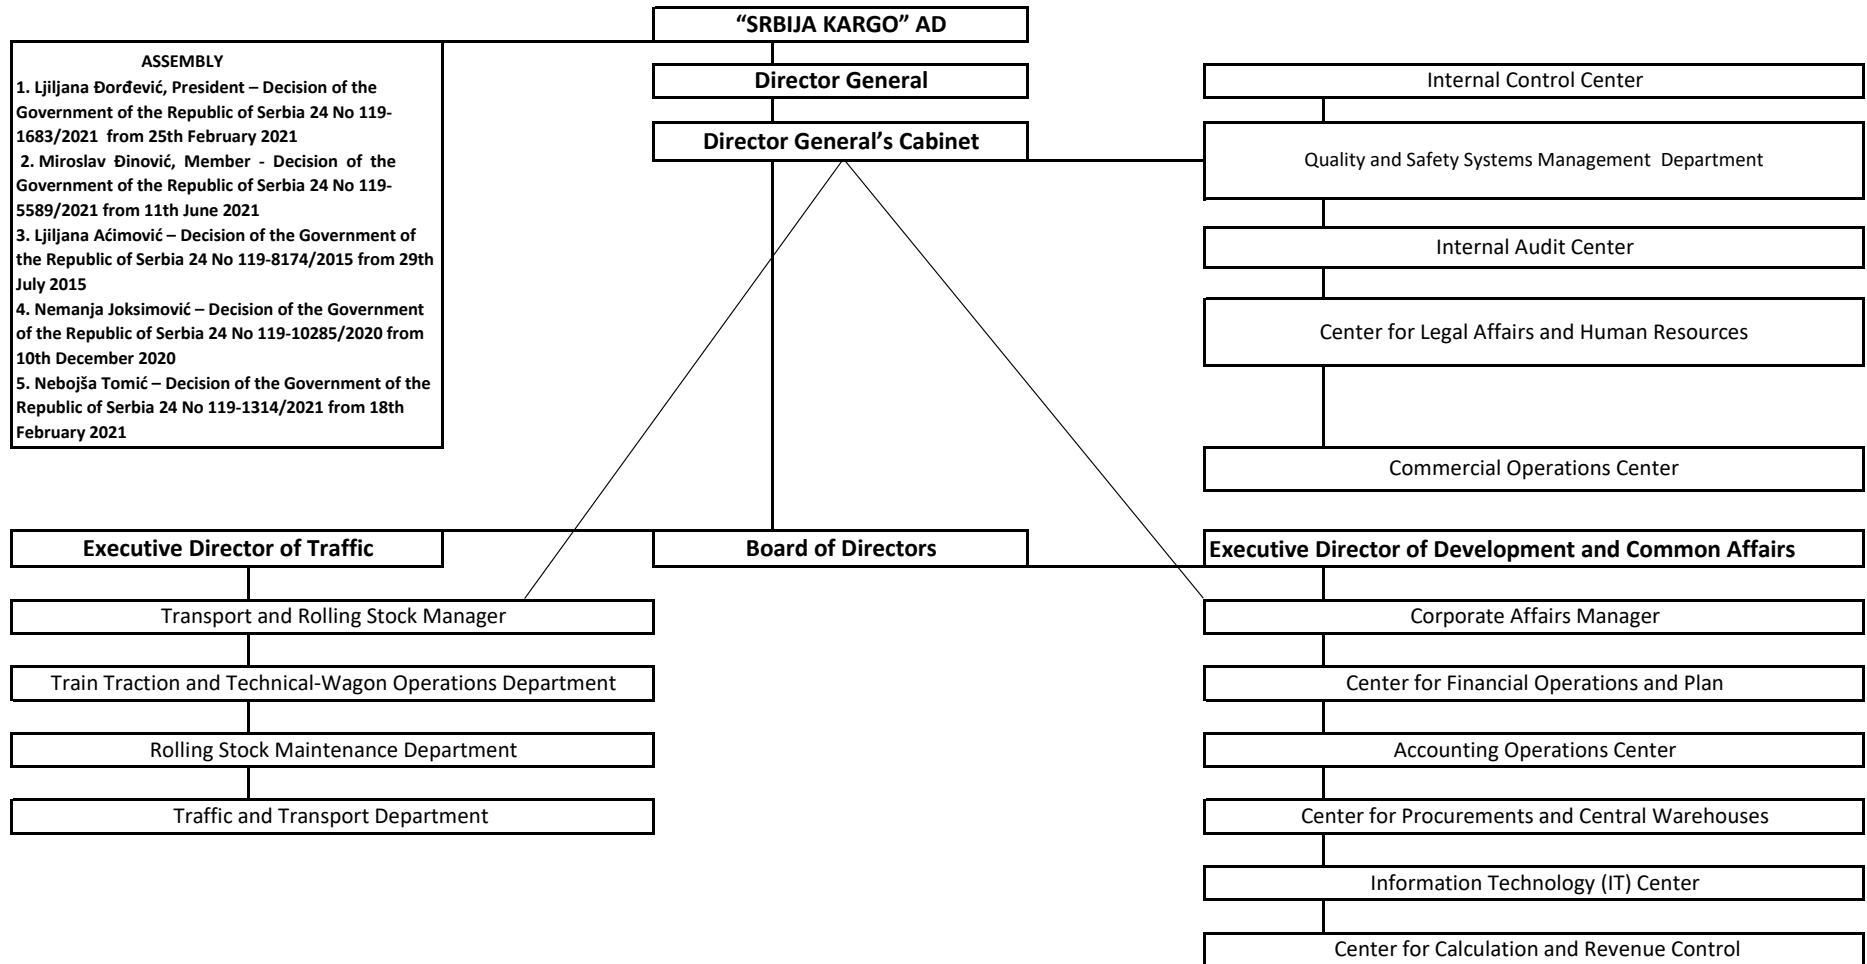 “SRBIJA KARGO” AD
ASSEMBLY
1. Ljiljana Đorđević, President – Decision of the
Government of the Republic of Serbia 24 No 119-
1683/2021 from 25th February 2021
2. Miroslav Đinović, Member - Decision of the
Government of the Republic of Serbia 24 No 119-
5589/2021 from 11th June 2021
3. Ljiljana Aćimović – Decision of the Government of
the Republic of Serbia 24 No 119-8174/2015 from 29th
July 2015
4. Nemanja Joksimović – Decision of the Government
of the Republic of Serbia 24 No 119-10285/2020 from
10th December 2020
5. Nebojša Tomić – Decision of the Government of the
Republic of Serbia 24 No 119-1314/2021 from 18th
February 2021
Director General
Director General’s Cabinet
Internal Control Center
Quality and Safety Systems Management Department
Internal Audit Center
Center for Legal Affairs and Human Resources
Commercial Operations Center
Executive Director of Traffic
Board of Directors
Executive Director of Development and Common Affairs
Transport and Rolling Stock Manager
Train Traction and Technical-Wagon Operations Department
Rolling Stock Maintenance Department
Traffic and Transport Department
Corporate Affairs Manager
Center for Financial Operations and Plan
Accounting Operations Center
Center for Procurements and Central Warehouses
Information Technology (IT) Center
Center for Calculation and Revenue Control